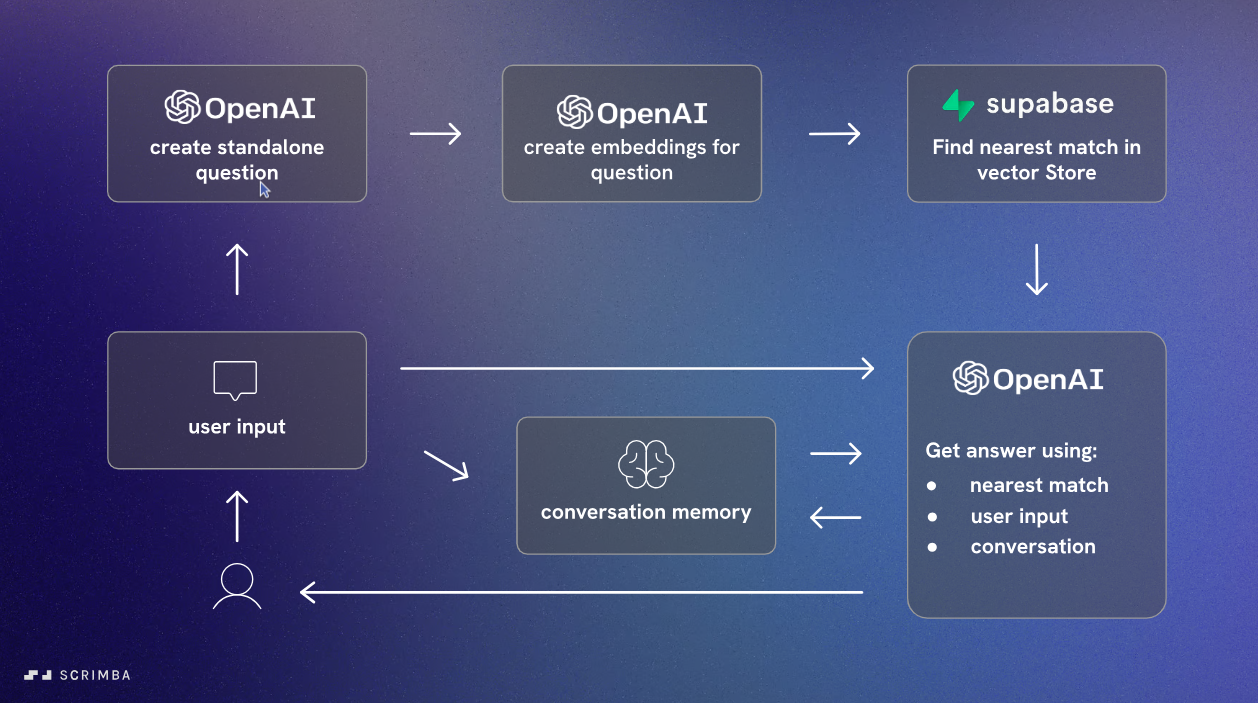 OpenAI
create standalone
question
OpenAI
create embeddings for
question
supabase
Find nearest match in
vector Store
user input
conversation memory
OpenAI
Get answer using:
● nearest match
● user input
● conversation
SCRIMBA